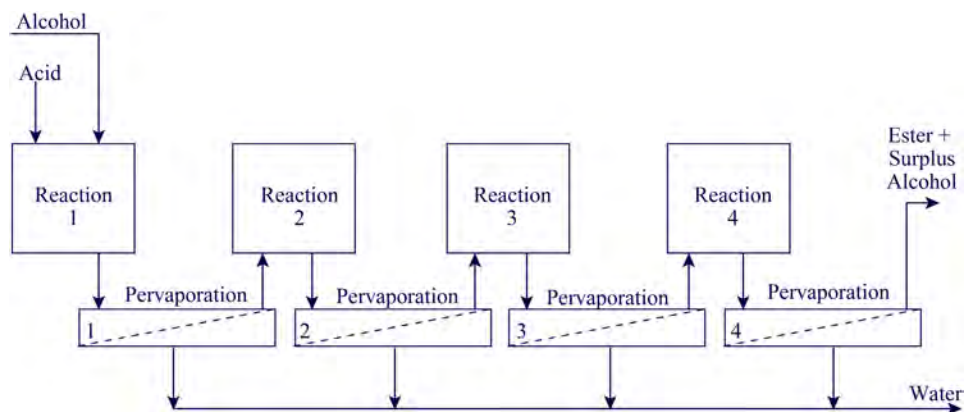 Alcohol
Acid
Reaction
1
Reaction
2
Reaction
3
Reaction
4
Ester +
Surplus
Alcohol
Pervaporation
Pervaporation
Pervaporation
Pervaporation
1
2
3
4
Water